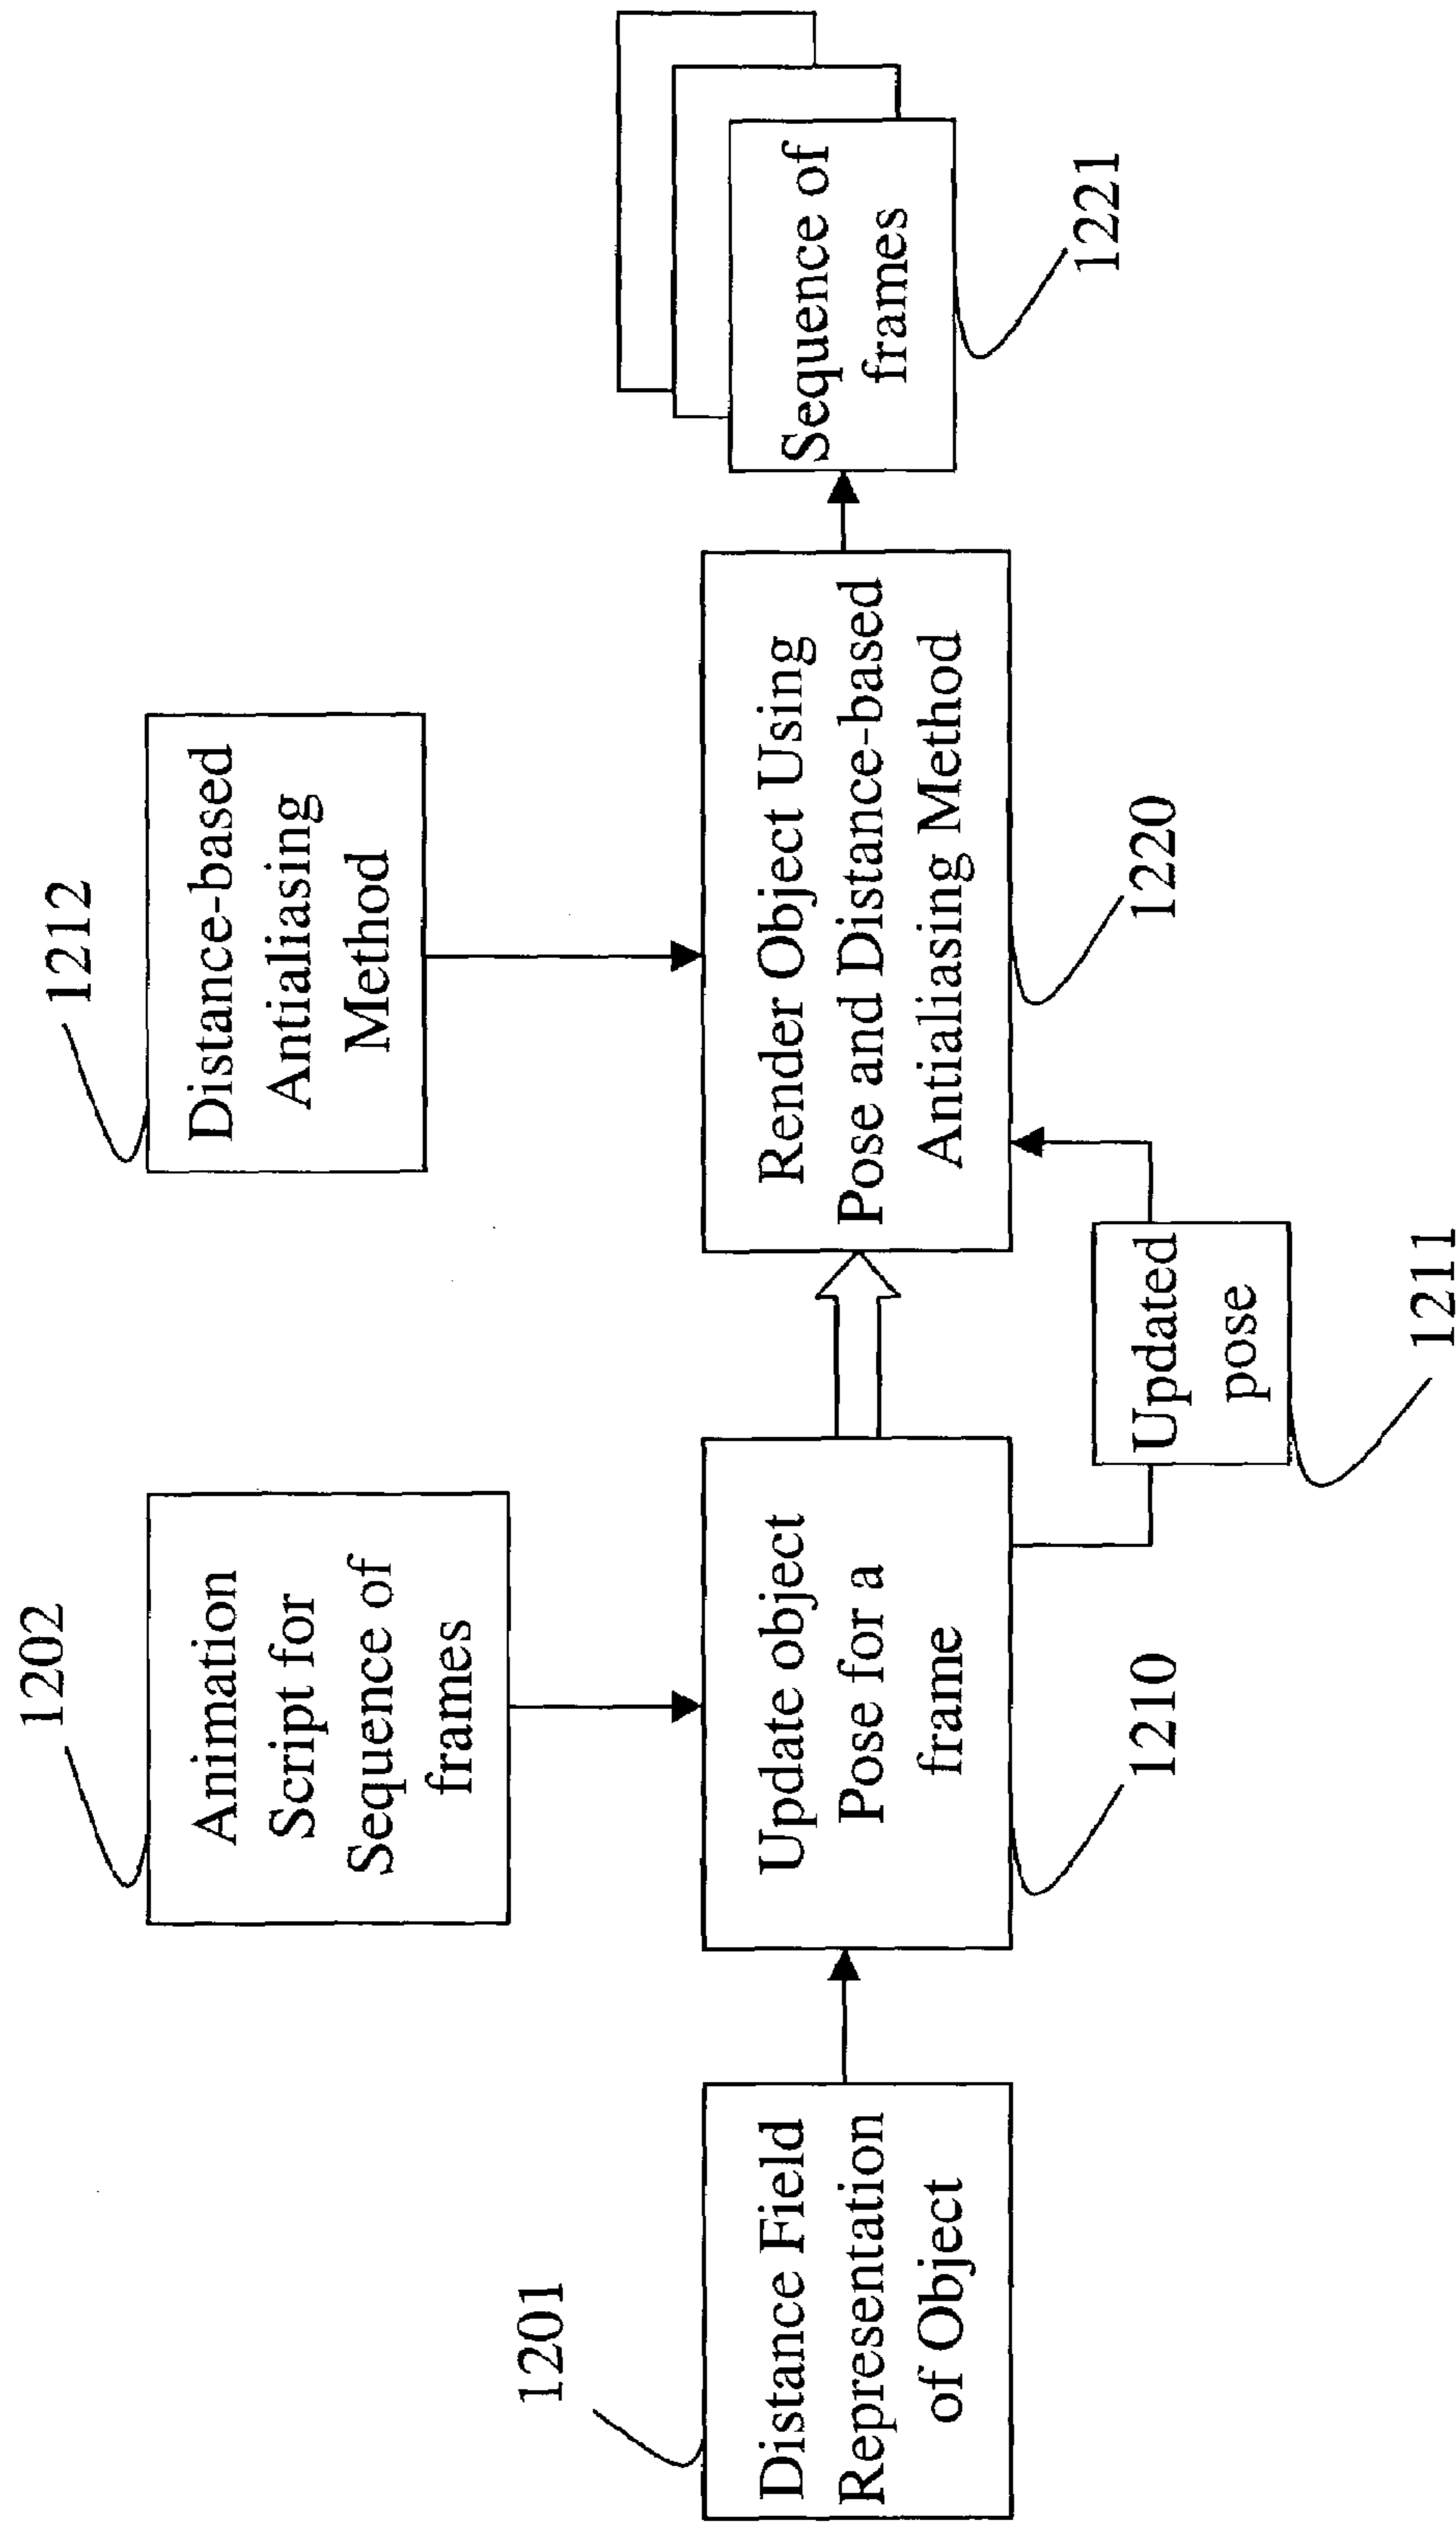 1202
Animation
Script for
Sequence of
frames
1212
Distance-based
Antialiasing
Method
1201
Distance Field
Representation
of Object
Update object
Pose for a
frame
1210
Render Object Using
Pose and Distance-based
Antialiasing Method
1220
Sequence of
frames
1221
Updated
pose
1211